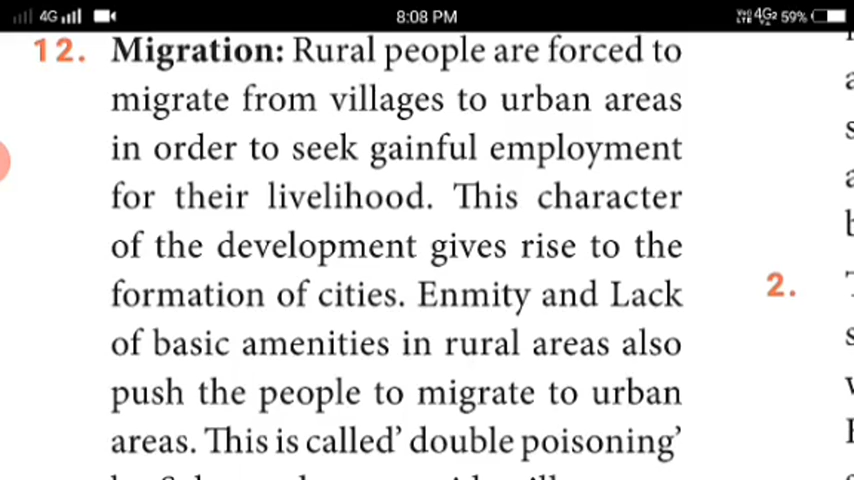 4G 8:08 PM 4G2 59%
12. Migration: Rural people are forced to
migrate from villages to urban areas
in order to seek gainful employment
for their livelihood. This character
of the development gives rise to the
formation of cities. Enmity and Lack
of basic amenities in rural areas also
push the people to migrate to urban
areas. This is called’ double poisoning’
2.